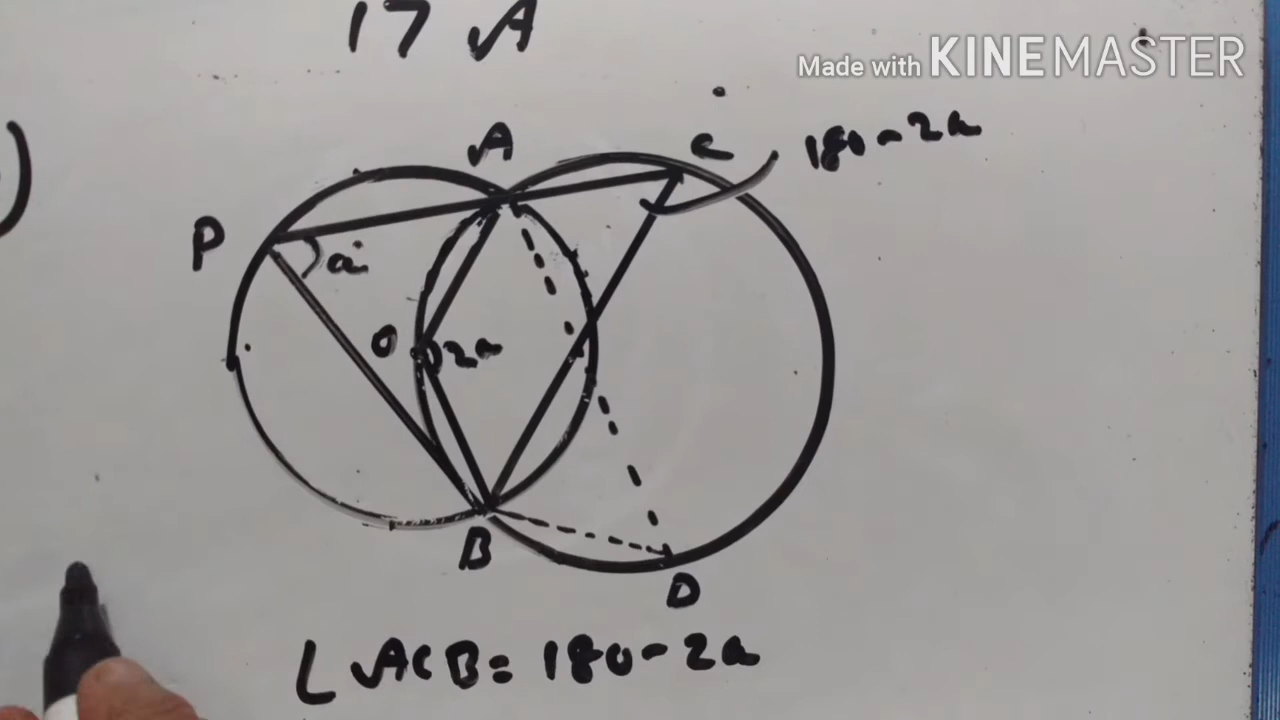 17 A
Made with KINEMASTER
)
A
C
180-2a
P
a°
O
2a
B
D
∠ACB = 180-2a